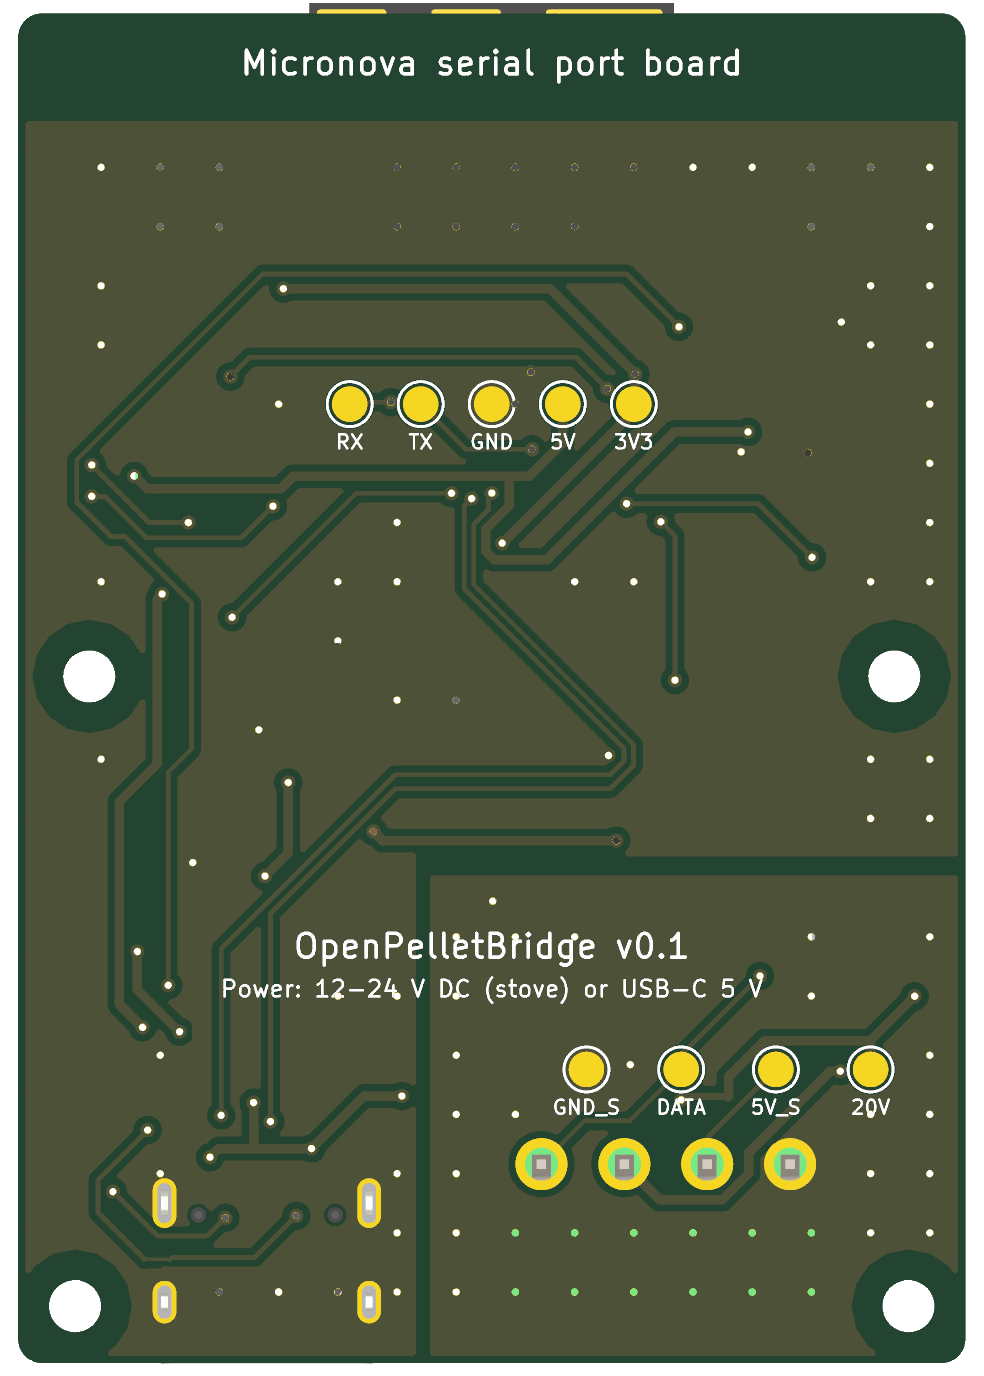 Micronova serial port board
RX TX GND 5V 3V3
OpenPelletBridge v0.1
Power: 12-24 V DC (stove) or USB-C 5 V
GND_S DATA 5V_S 20V